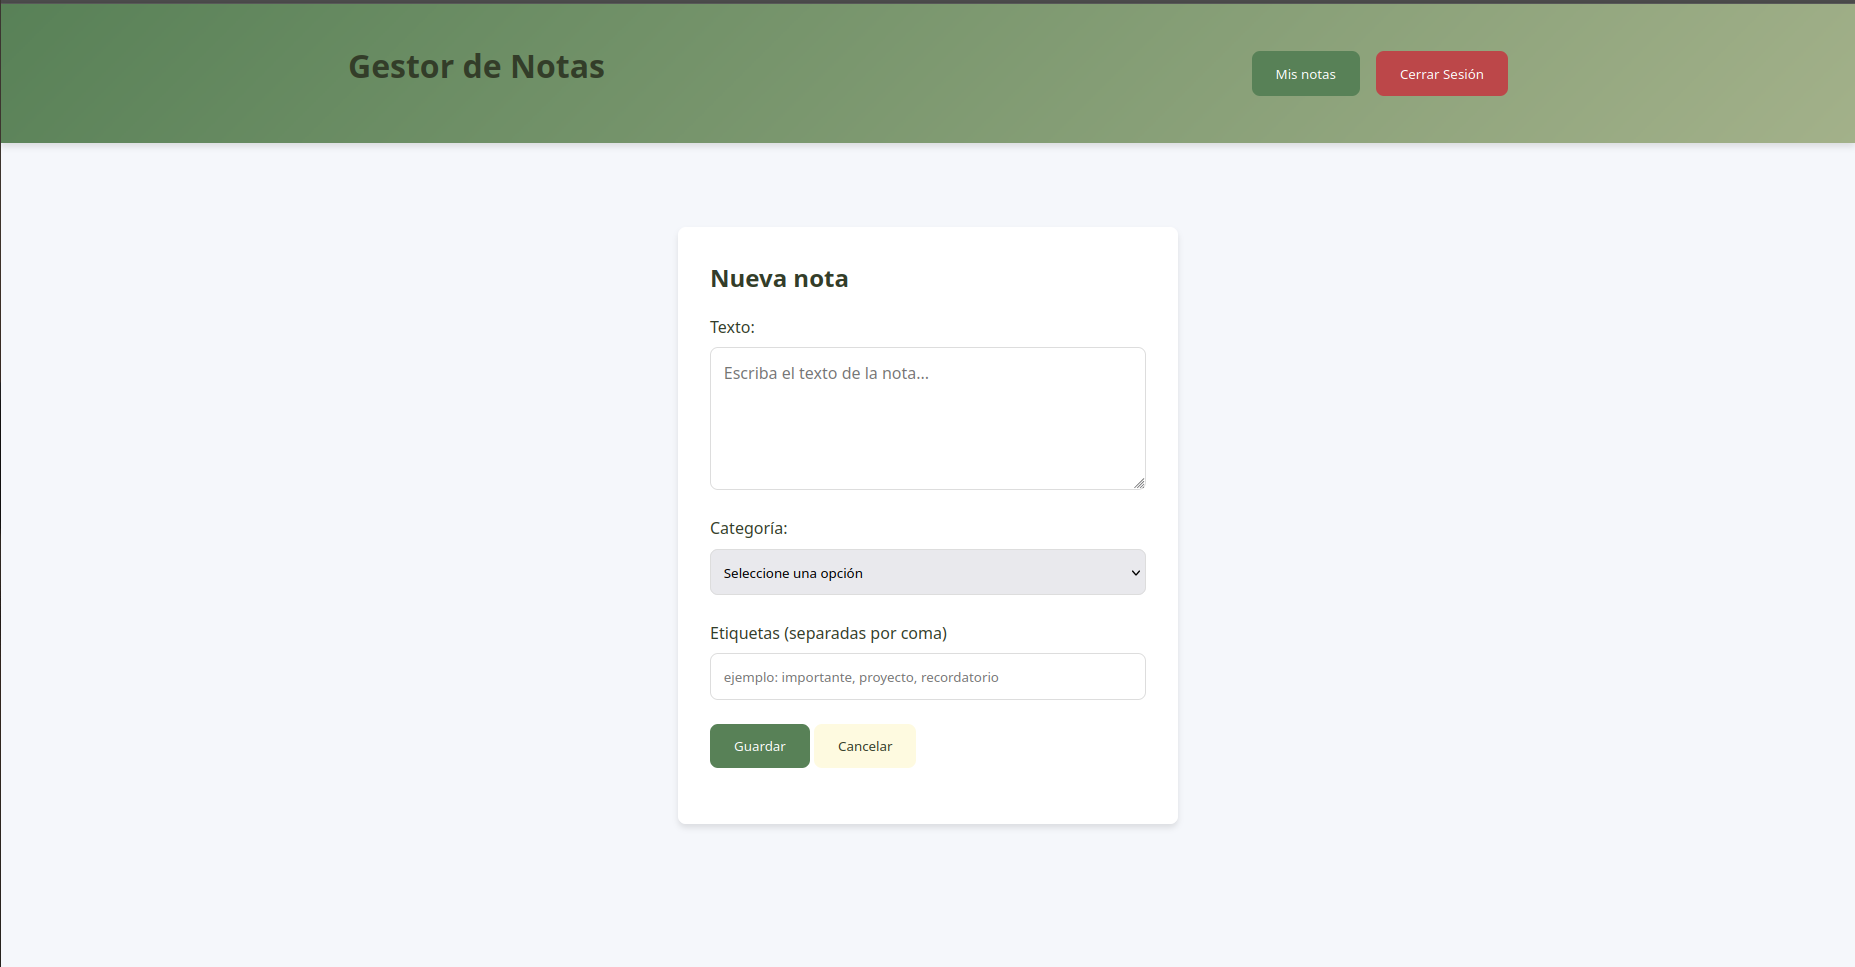 Gestor de Notas
Mis notas
Cerrar Sesión
Nueva nota
Texto:
Escriba el texto de la nota...
Categoría:
Seleccione una opción
Etiquetas (separadas por coma)
ejemplo: importante, proyecto, recordatorio
Guardar
Cancelar